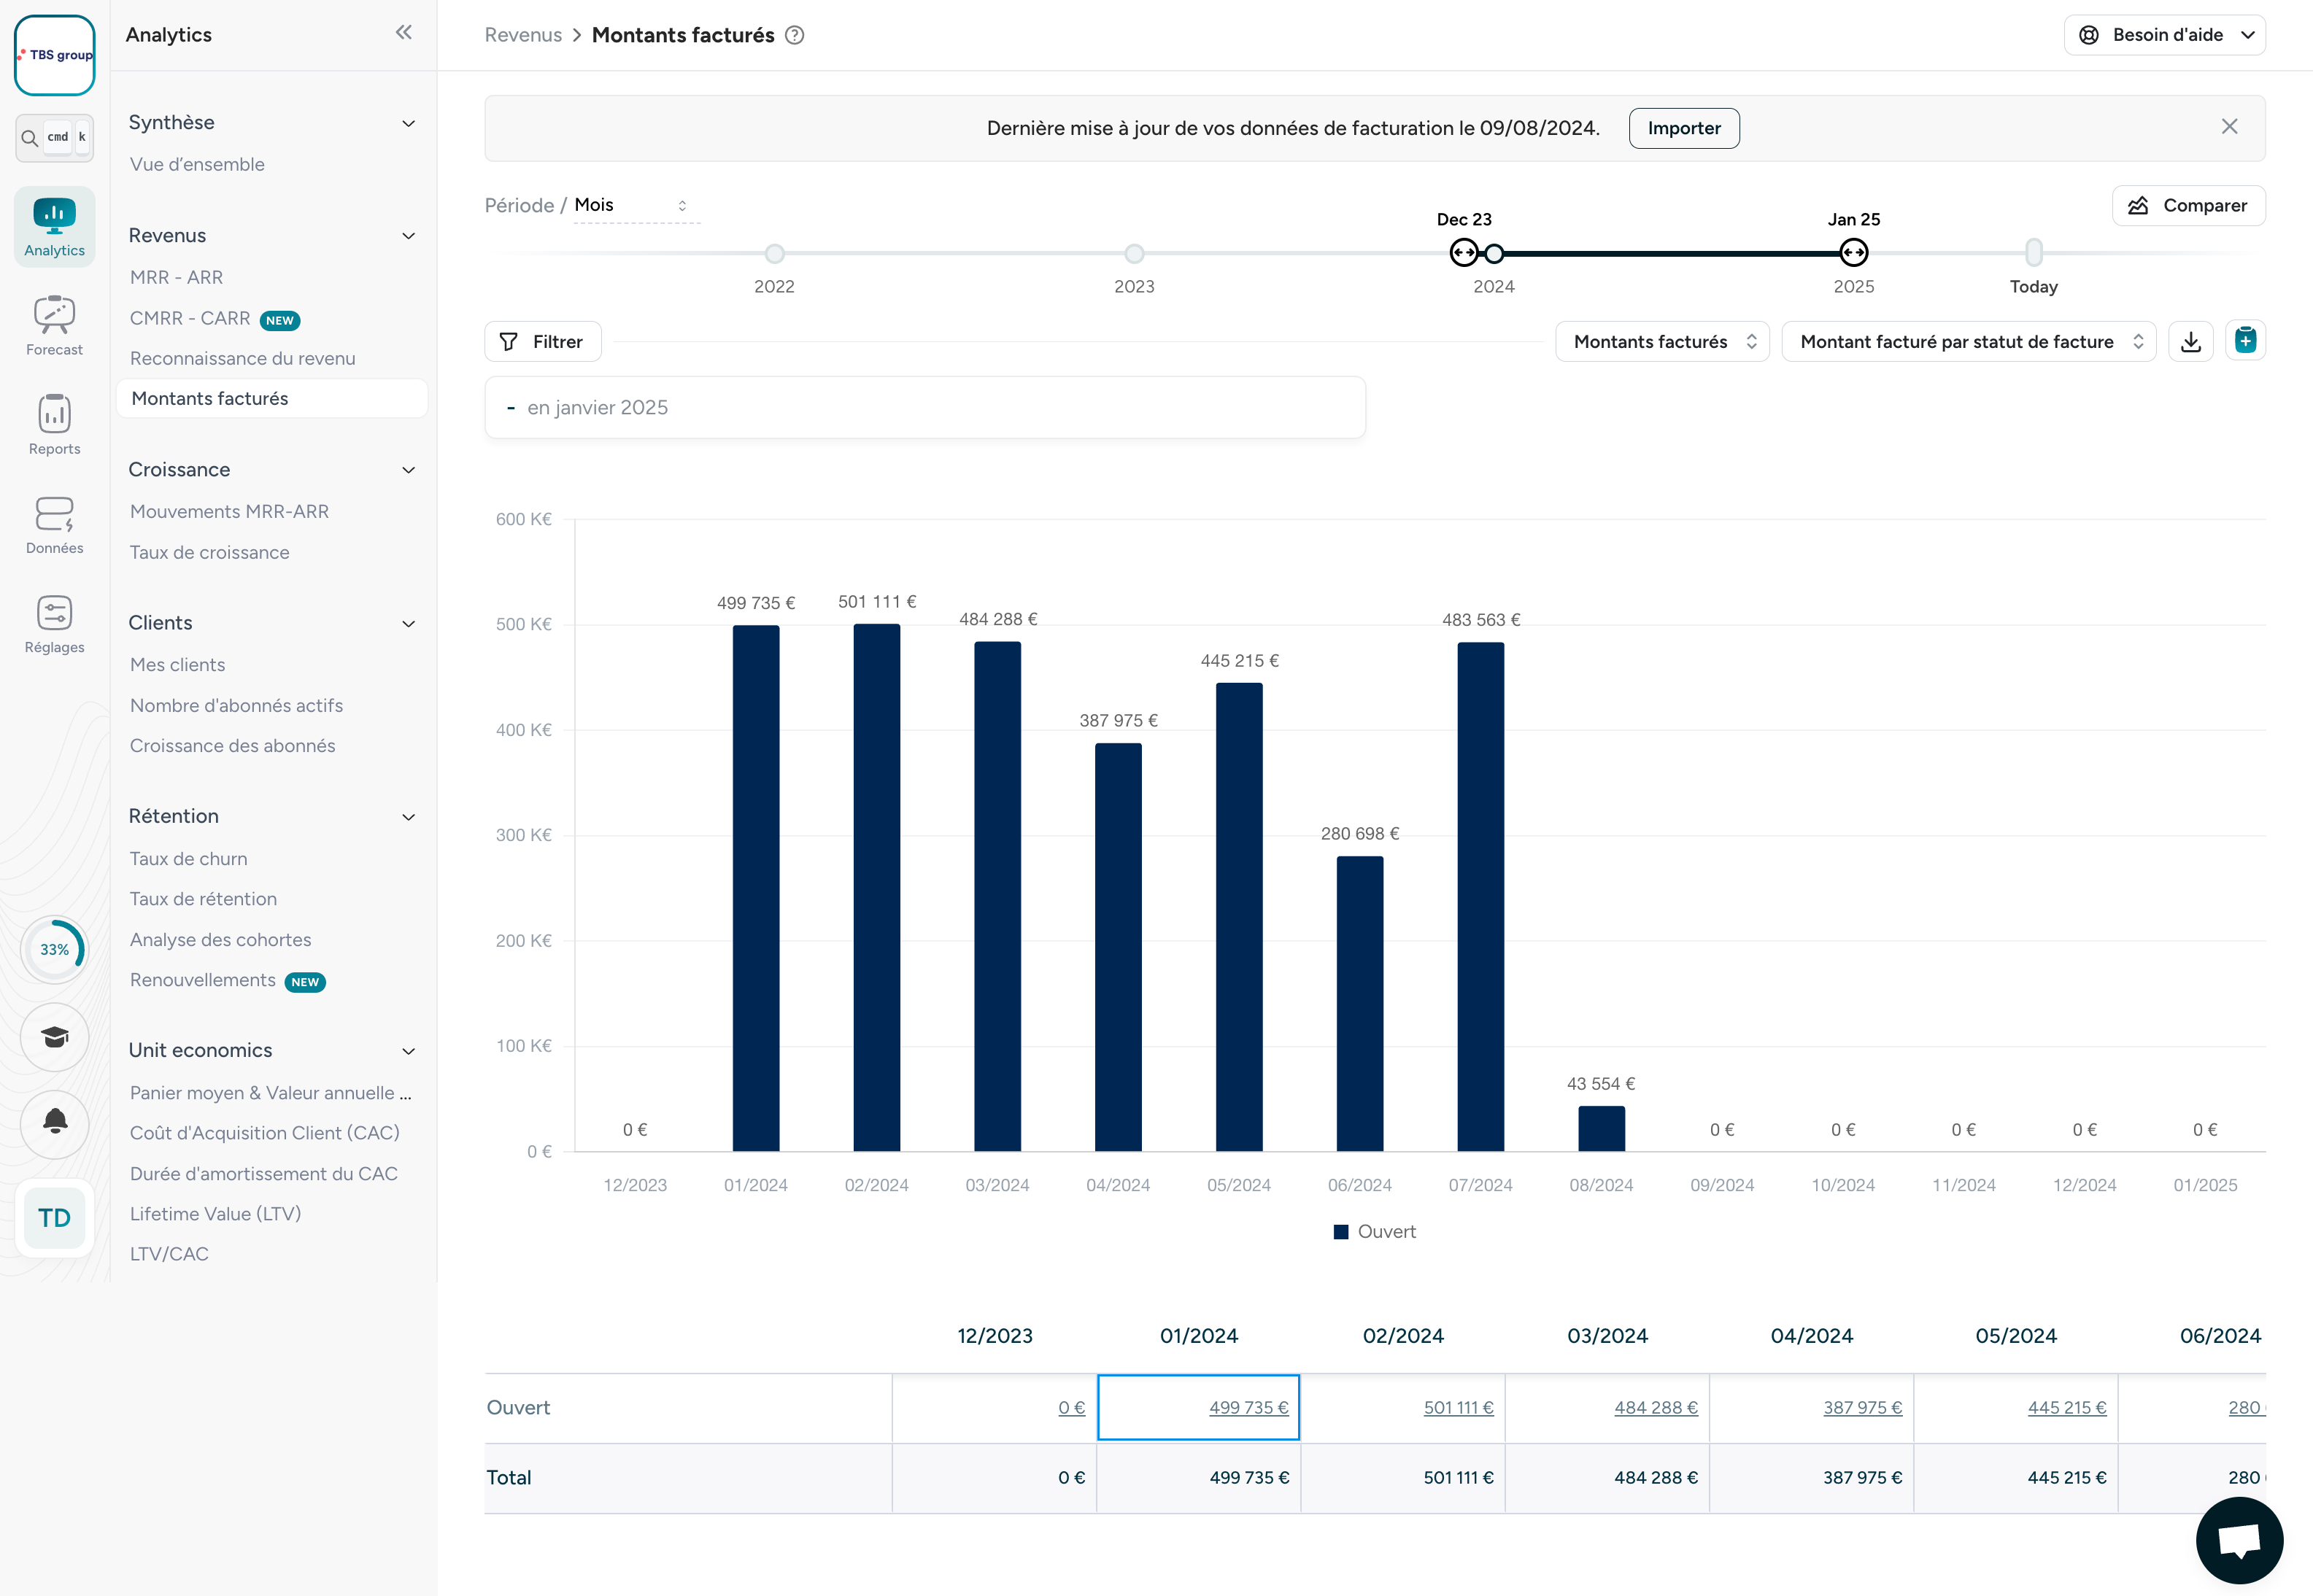 TBS group
cmd k
Analytics
Forecast
Reports
Données
Réglages
33%
TD
Analytics
Synthèse
Vue d’ensemble
Revenus
MRR - ARR
CMRR - CARR NEW
Reconnaissance du revenu
Montants facturés
Croissance
Mouvements MRR-ARR
Taux de croissance
Clients
Mes clients
Nombre d'abonnés actifs
Croissance des abonnés
Rétention
Taux de churn
Taux de rétention
Analyse des cohortes
Renouvellements NEW
Unit economics
Panier moyen & Valeur annuelle ...
Coût d'Acquisition Client (CAC)
Durée d'amortissement du CAC
Lifetime Value (LTV)
LTV/CAC
Revenus > Montants facturés ?
Besoin d'aide
Dernière mise à jour de vos données de facturation le 09/08/2024. Importer
Période / Mois
Comparer
Dec 23 Jan 25
2022 2023 2024 2025 Today
Filtrer Montants facturés Montant facturé par statut de facture
- en janvier 2025
600 K€
500 K€
400 K€
300 K€
200 K€
100 K€
0 €
0 € 499 735 € 501 111 € 484 288 € 387 975 € 445 215 € 280 698 € 483 563 € 43 554 € 0 € 0 € 0 € 0 € 0 €
12/2023 01/2024 02/2024 03/2024 04/2024 05/2024 06/2024 07/2024 08/2024 09/2024 10/2024 11/2024 12/2024 01/2025
Ouvert
12/2023 01/2024 02/2024 03/2024 04/2024 05/2024 06/2024
Ouvert 0 € 499 735 € 501 111 € 484 288 € 387 975 € 445 215 € 280
Total 0 € 499 735 € 501 111 € 484 288 € 387 975 € 445 215 € 280